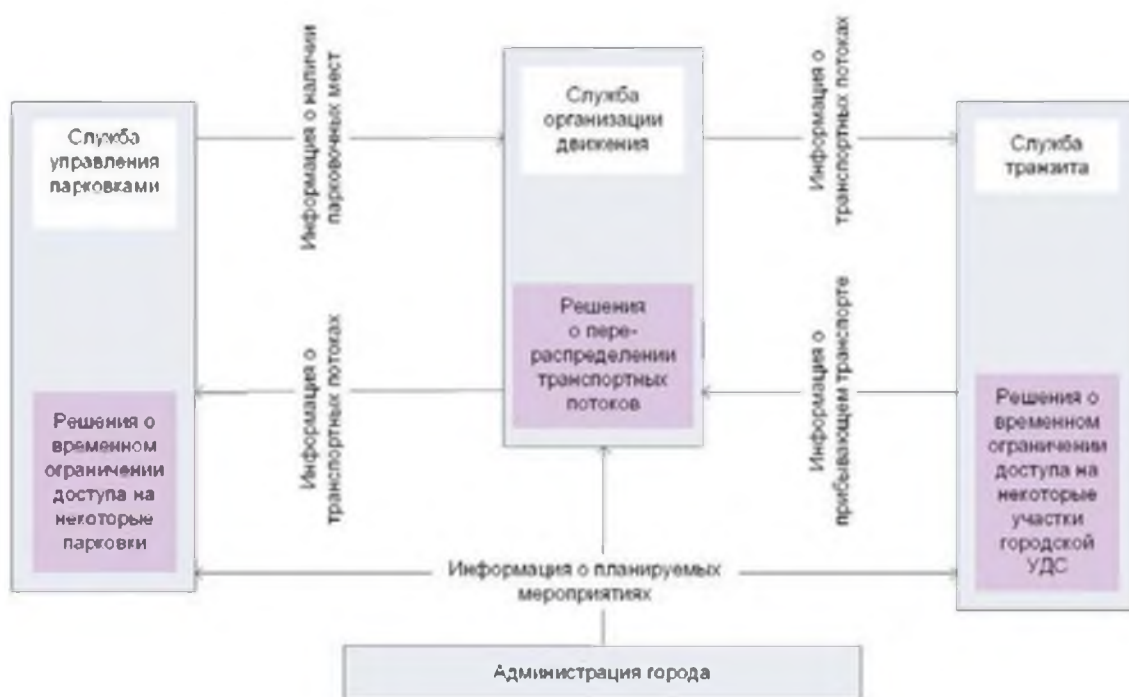 Служба
управления
парковками
Решения о
временном
ограничении
доступа на
некоторые
парковки
Информация о наличии
парковочных мест
Информация о
транспортных потоках
Служба
организации
движения
Решения
о пере-
распределении
транспортных
потоков
Информация о
транспортных потоках
Информация о
прибывающем транспорте
Служба
транзита
Решения о
временном
ограничении
доступа на
некоторые
участки
городской
УДС
Информация о планируемых
мероприятиях
Администрация города